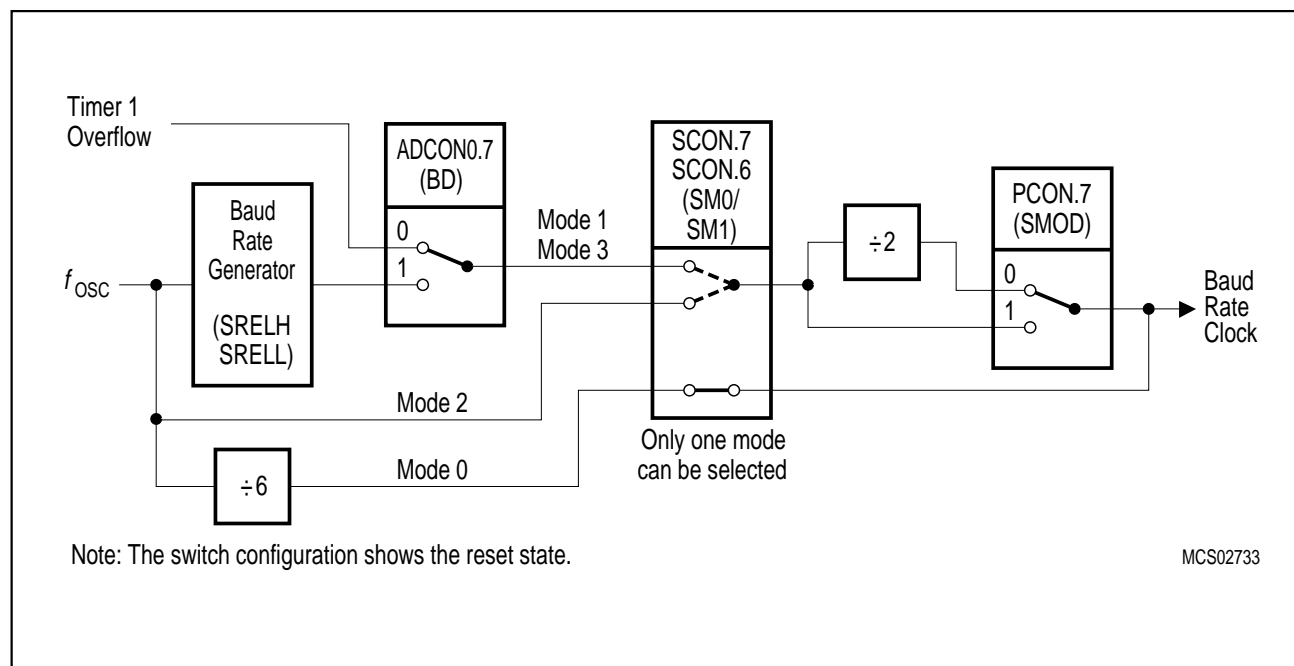 Timer 1
Overflow
ADCON0.7
(BD)
0
1
Baud
Rate
Generator
(SRELH
SRELL)
f OSC
Mode 1
Mode 3
Mode 2
Mode 0
÷6
SCON.7
SCON.6
(SM0/
SM1)
Only one mode
can be selected
÷2
PCON.7
(SMOD)
0
1
Baud
Rate
Clock
Note: The switch configuration shows the reset state.
MCS02733